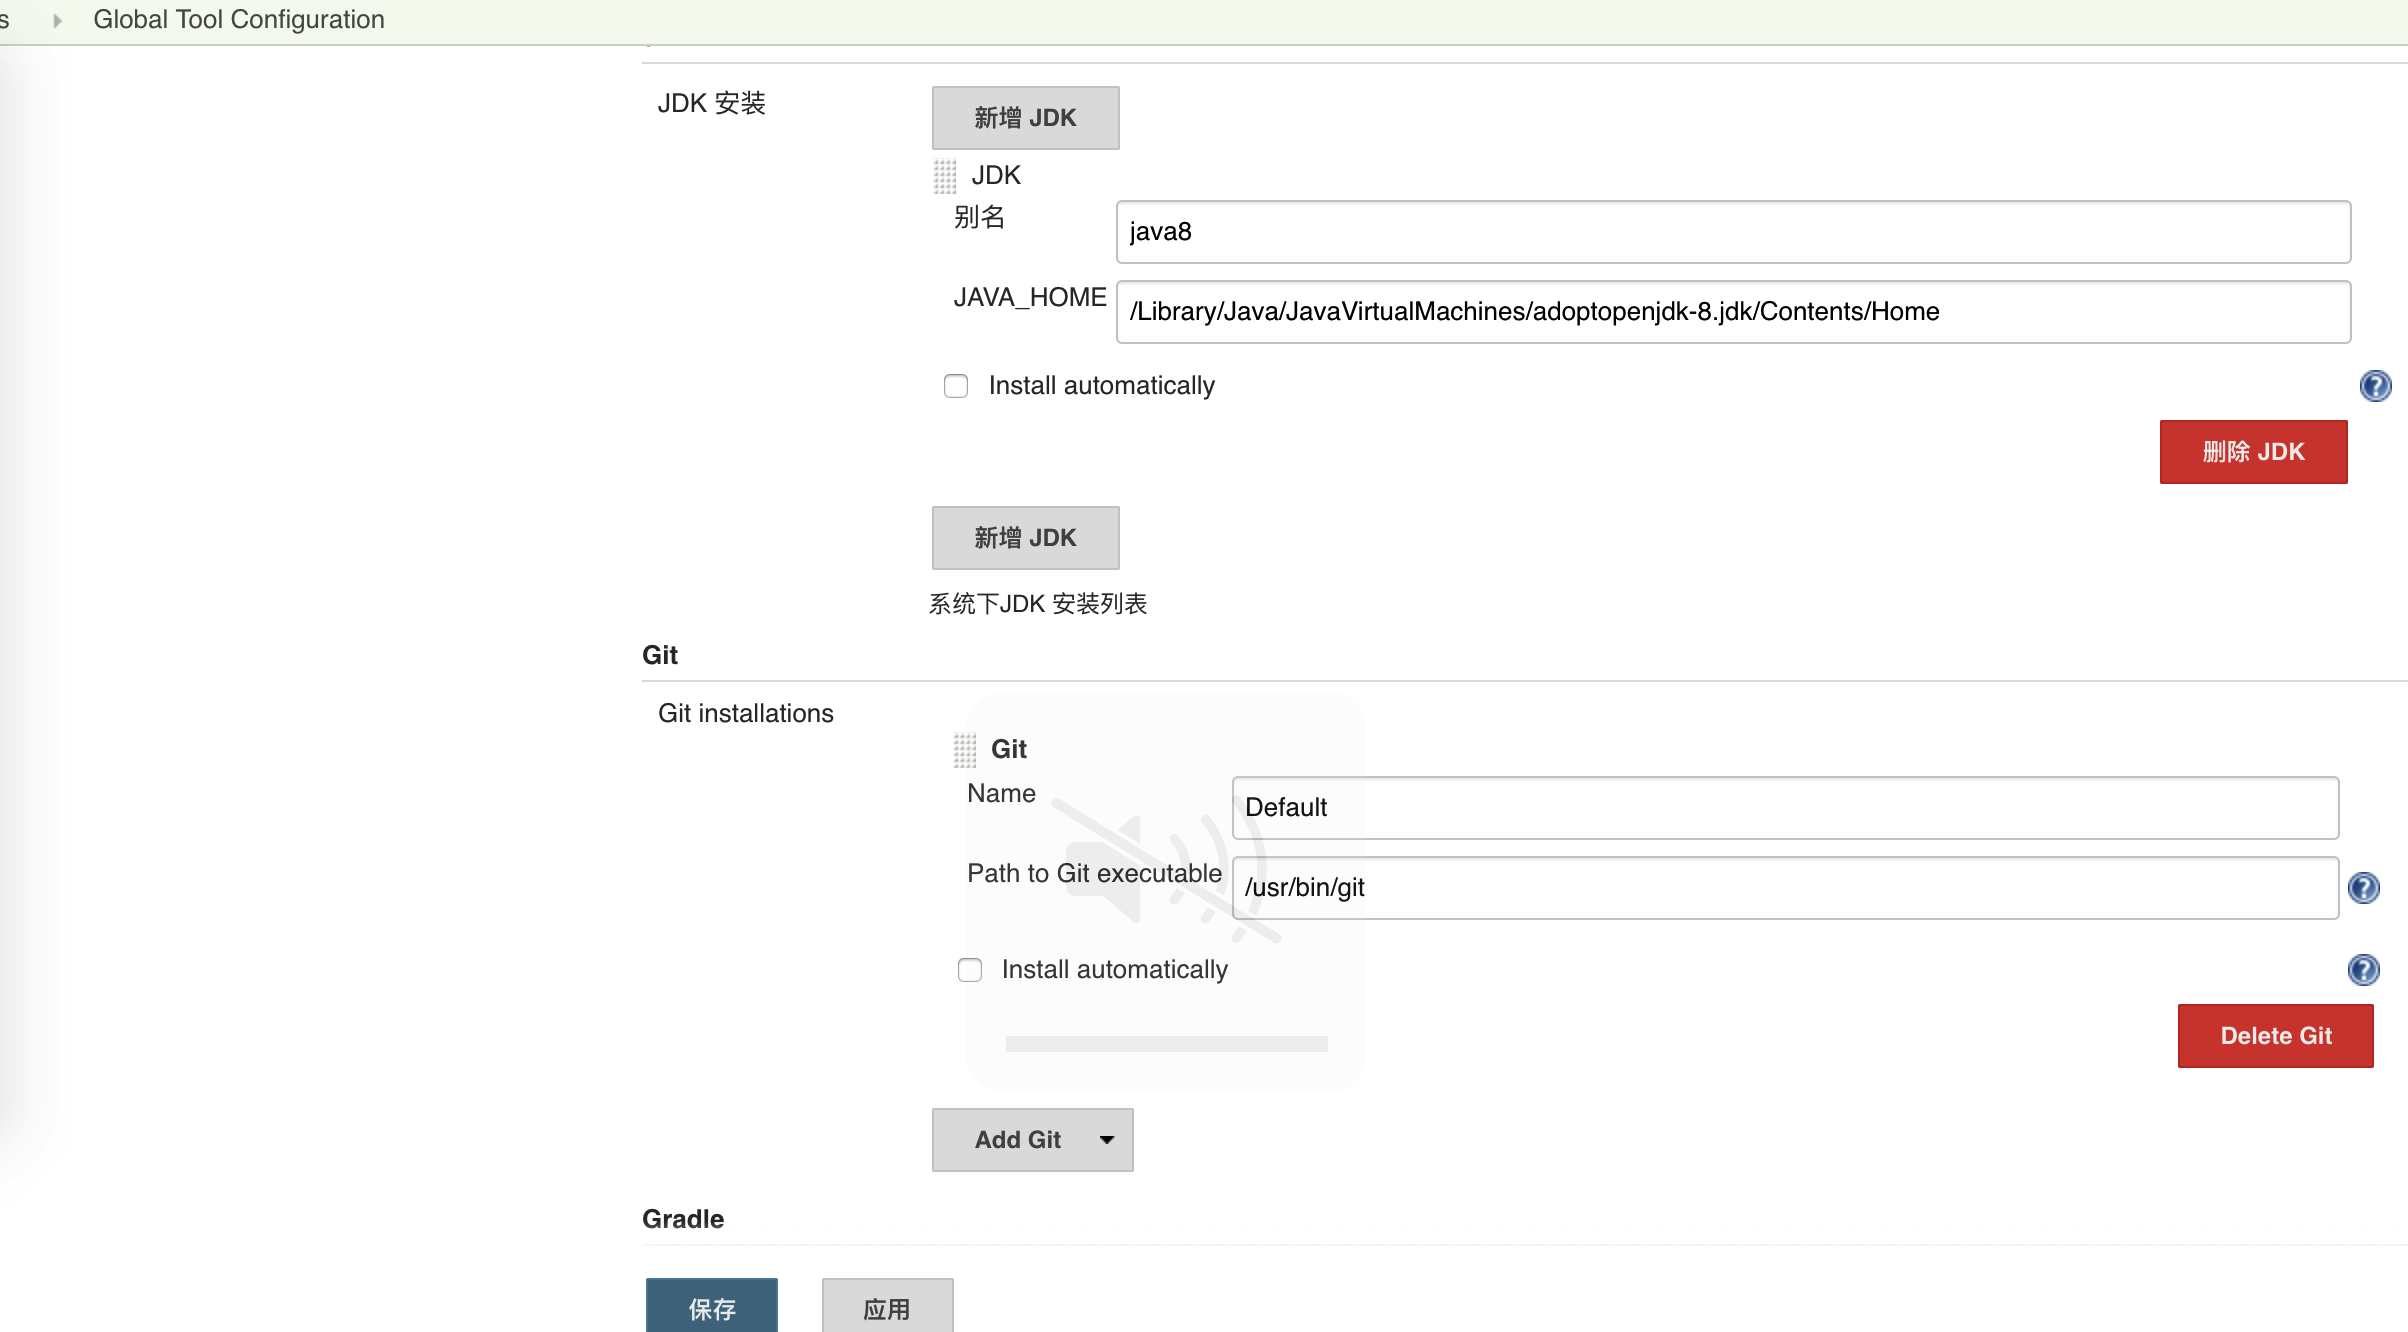 s Global Tool Configuration
JDK 安装
新增 JDK
JDK
别名
java8
JAVA_HOME
/Library/Java/JavaVirtualMachines/adoptopenjdk-8.jdk/Contents/Home
Install automatically
删除 JDK
新增 JDK
系统下JDK 安装列表
Git
Git installations
Git
Name
Default
Path to Git executable
/usr/bin/git
Install automatically
Delete Git
Add Git
Gradle
保存
应用